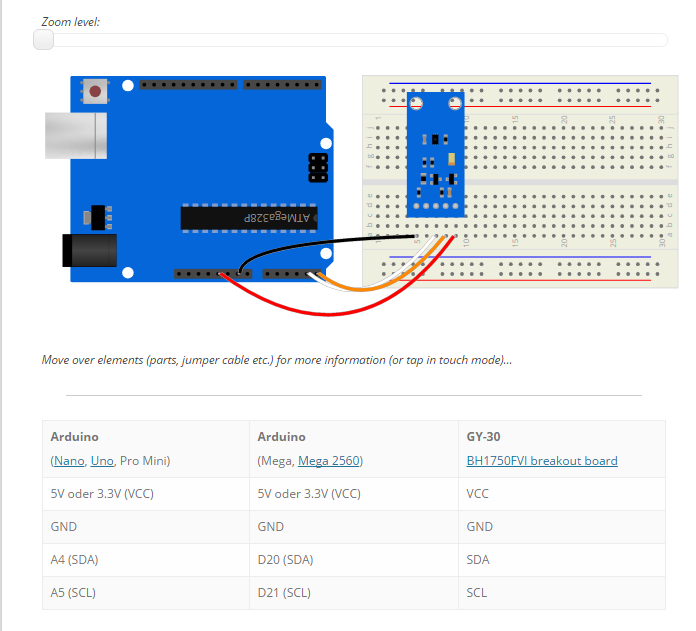 Zoom level:
ATMega328P
1 5 10 15 20 25 30
a b c d e f g h i j
a b c d e f g h i j
1 5 10 15 20 25 30
Move over elements (parts, jumper cable etc.) for more information (or tap in touch mode)...
Arduino Arduino GY-30
(Nano, Uno, Pro Mini) (Mega, Mega 2560) BH1750FVI breakout board
5V oder 3.3V (VCC) 5V oder 3.3V (VCC) VCC
GND GND GND
A4 (SDA) D20 (SDA) SDA
A5 (SCL) D21 (SCL) SCL